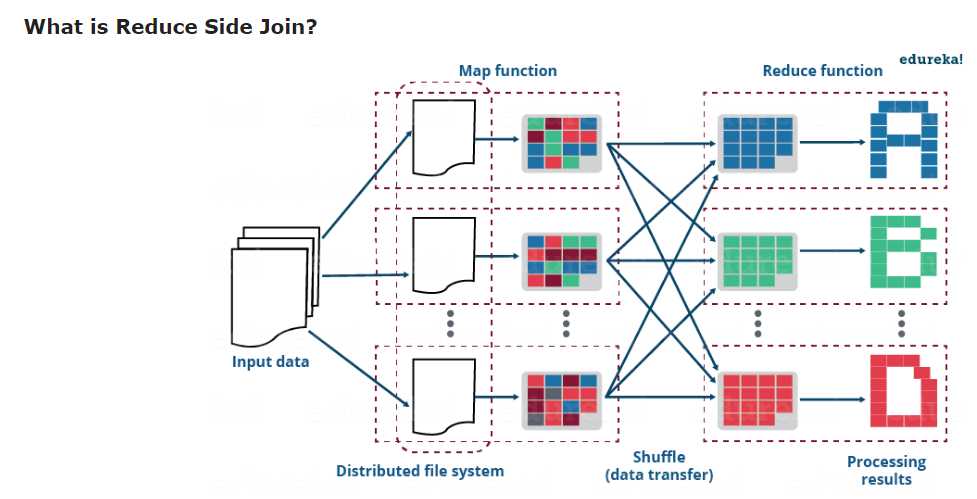 What is Reduce Side Join?
edureka!
Map function
Reduce function
A
B
Input data
D
Distributed file system
Shuffle
(data transfer)
Processing
results